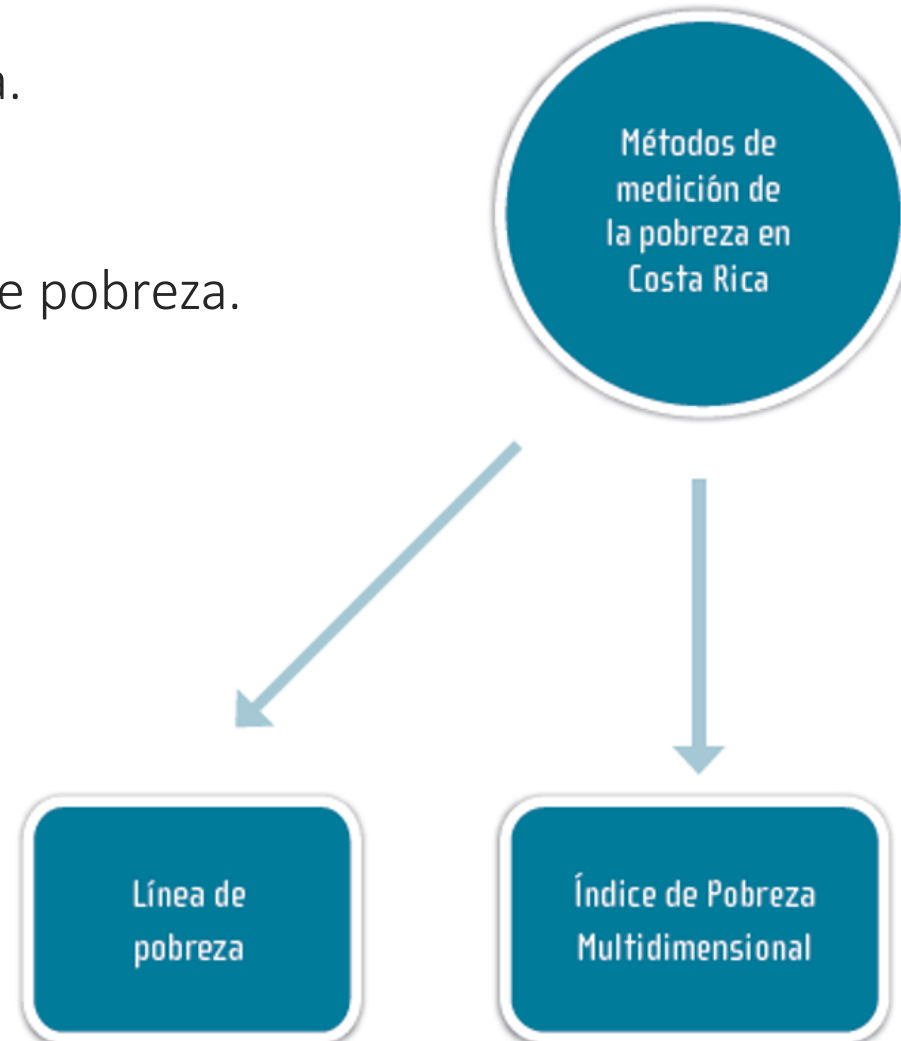 a.
e pobreza.
Métodos de
medición de
la pobreza en
Costa Rica
Línea de
pobreza
Índice de Pobreza
Multidimensional